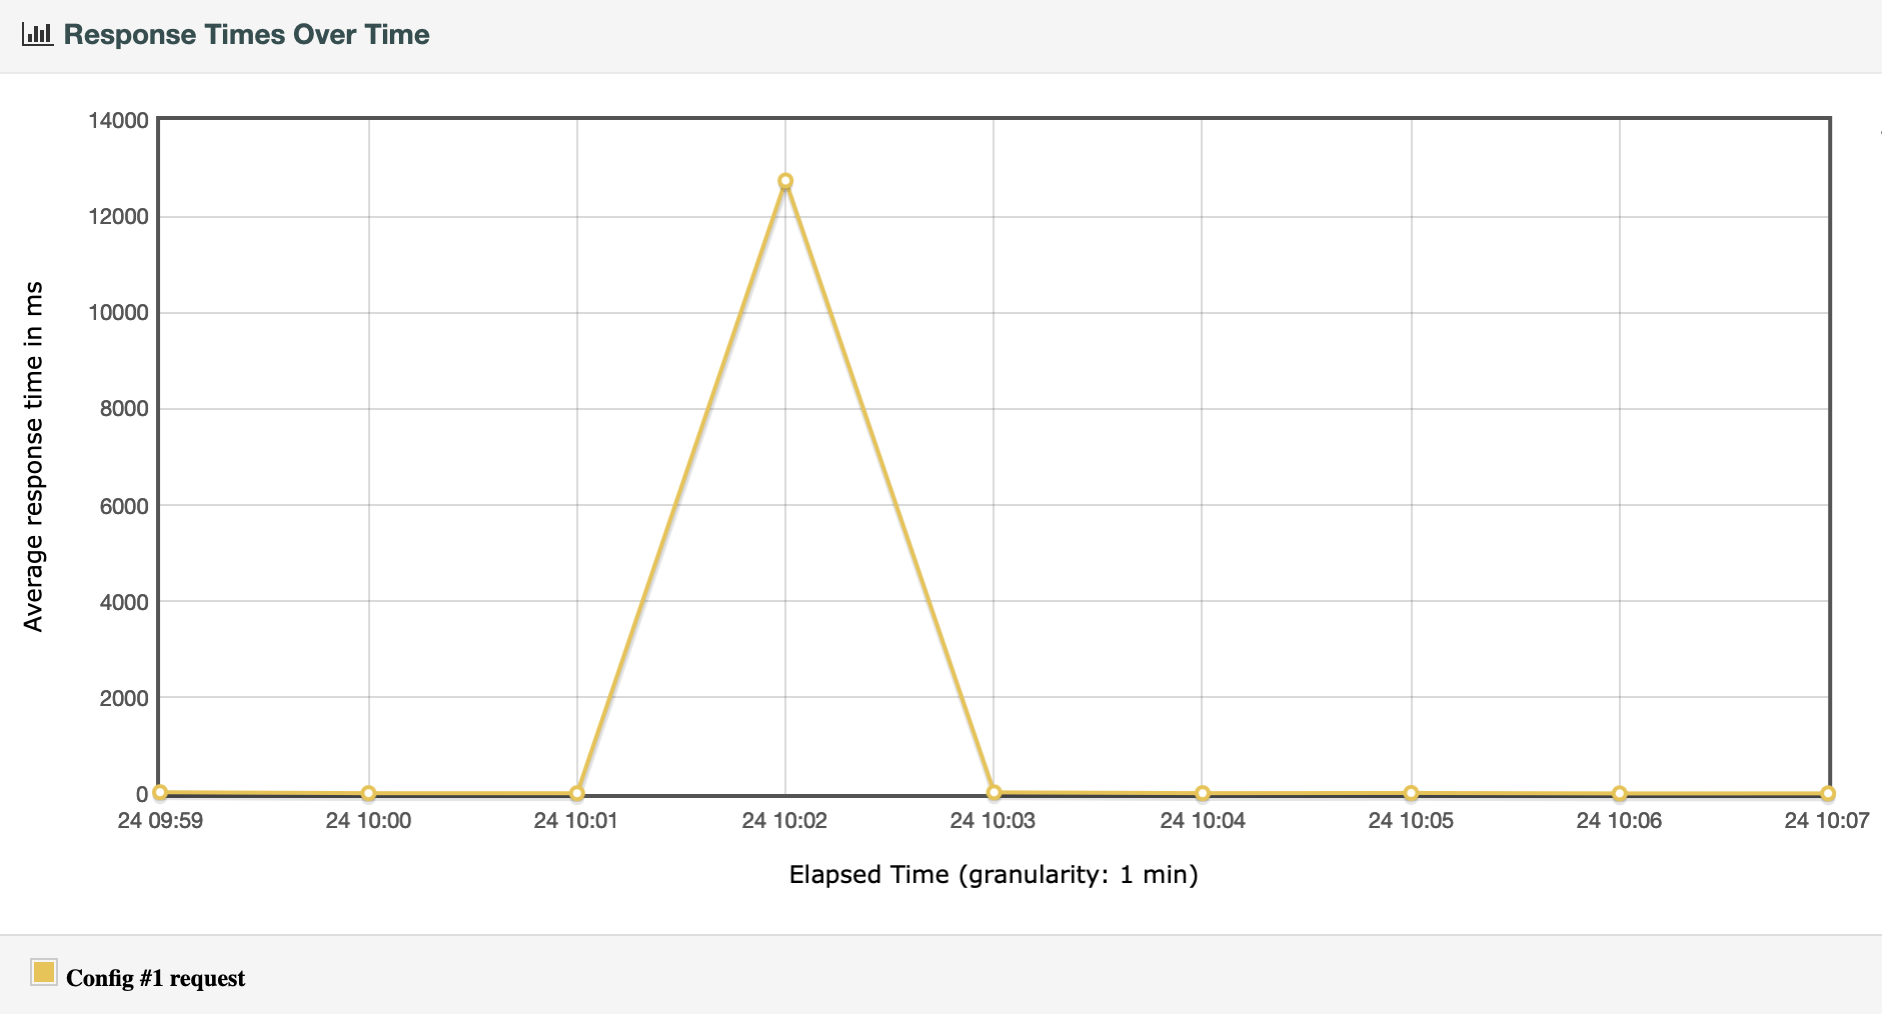 Response Times Over Time
14000
12000
10000
8000
6000
4000
2000
0
Average response time in ms
24 09:59 24 10:00 24 10:01 24 10:02 24 10:03 24 10:04 24 10:05 24 10:06 24 10:07
Elapsed Time (granularity: 1 min)
Config #1 request